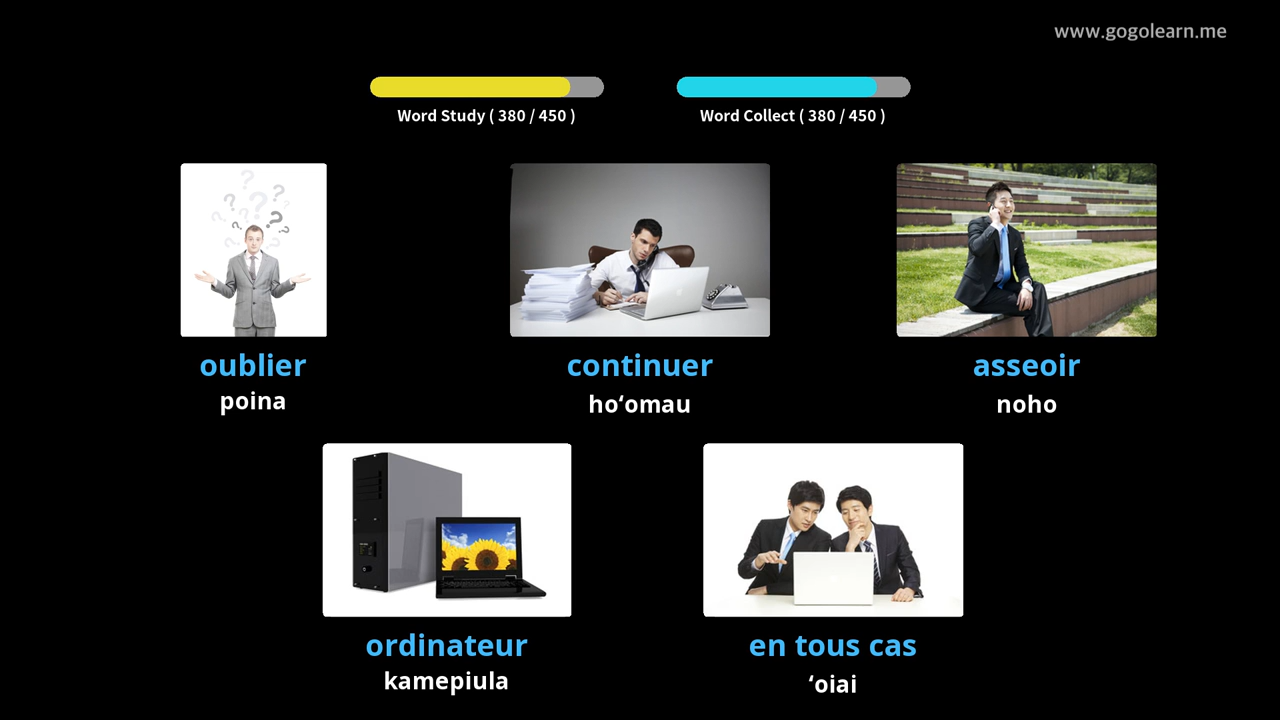 www.gogolearn.me
Word Study ( 380 / 450 )
Word Collect ( 380 / 450 )
oublier
poina
continuer
hoʻomau
asseoir
noho
ordinateur
kamepiula
en tous cas
ʻoiai